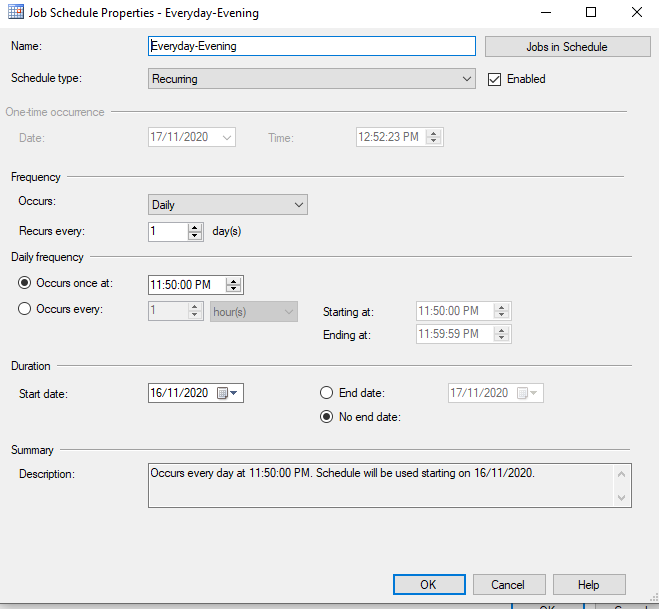 Job Schedule Properties - Everyday-Evening
Name: Everyday-Evening Jobs in Schedule
Schedule type: Recurring Enabled
One-time occurrence
Date: 17/11/2020 Time: 12:52:23 PM
Frequency
Occurs: Daily
Recurs every: 1 day(s)
Daily frequency
Occurs once at: 11:50:00 PM
Occurs every: 1 hour(s) Starting at: 11:50:00 PM
Ending at: 11:59:59 PM
Duration
Start date: 16/11/2020 End date: 17/11/2020
No end date:
Summary
Description: Occurs every day at 11:50:00 PM. Schedule will be used starting on 16/11/2020.
OK Cancel Help